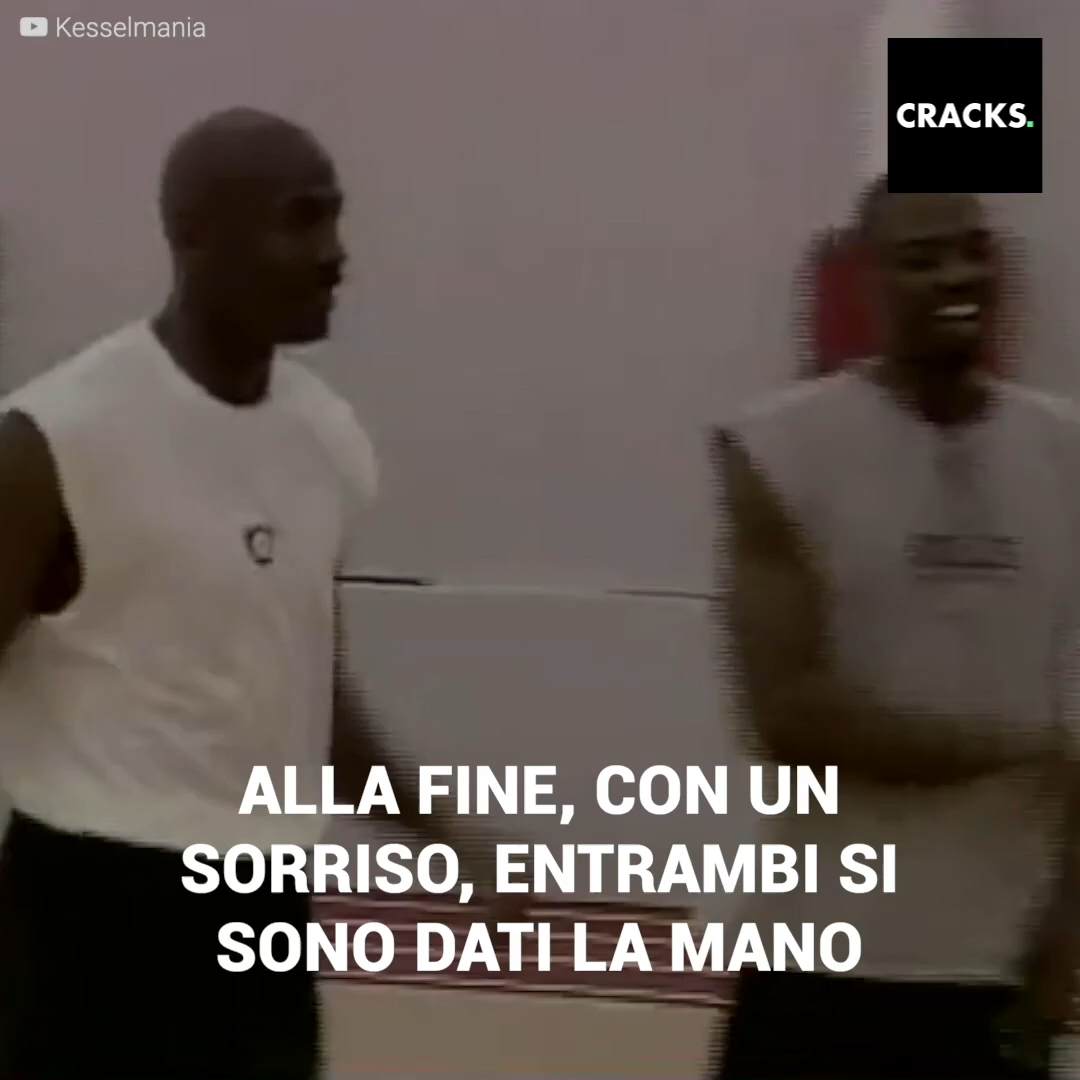 Kesselmania
CRACKS.
ALLA FINE, CON UN
SORRISO, ENTRAMBI SI
SONO DATI LA MANO